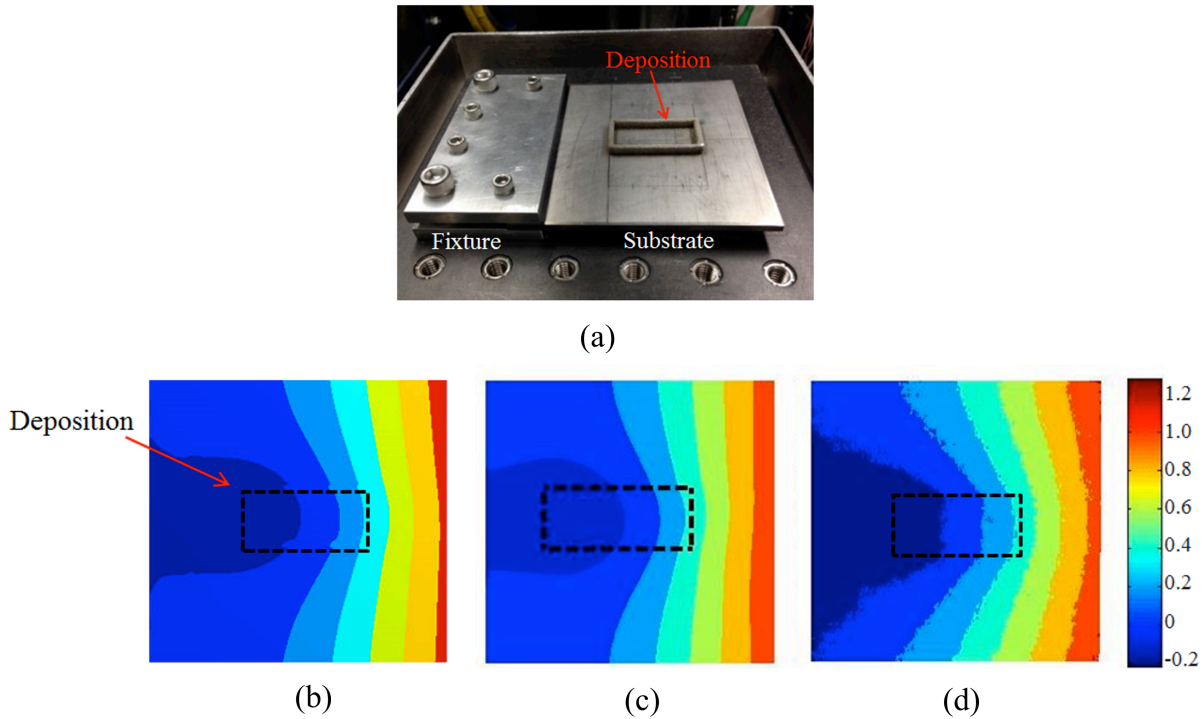 Deposition
Fixture
Substrate
(a)
Deposition
1.2
1.0
0.8
0.6
0.4
0.2
0
-0.2
(b)
(c)
(d)